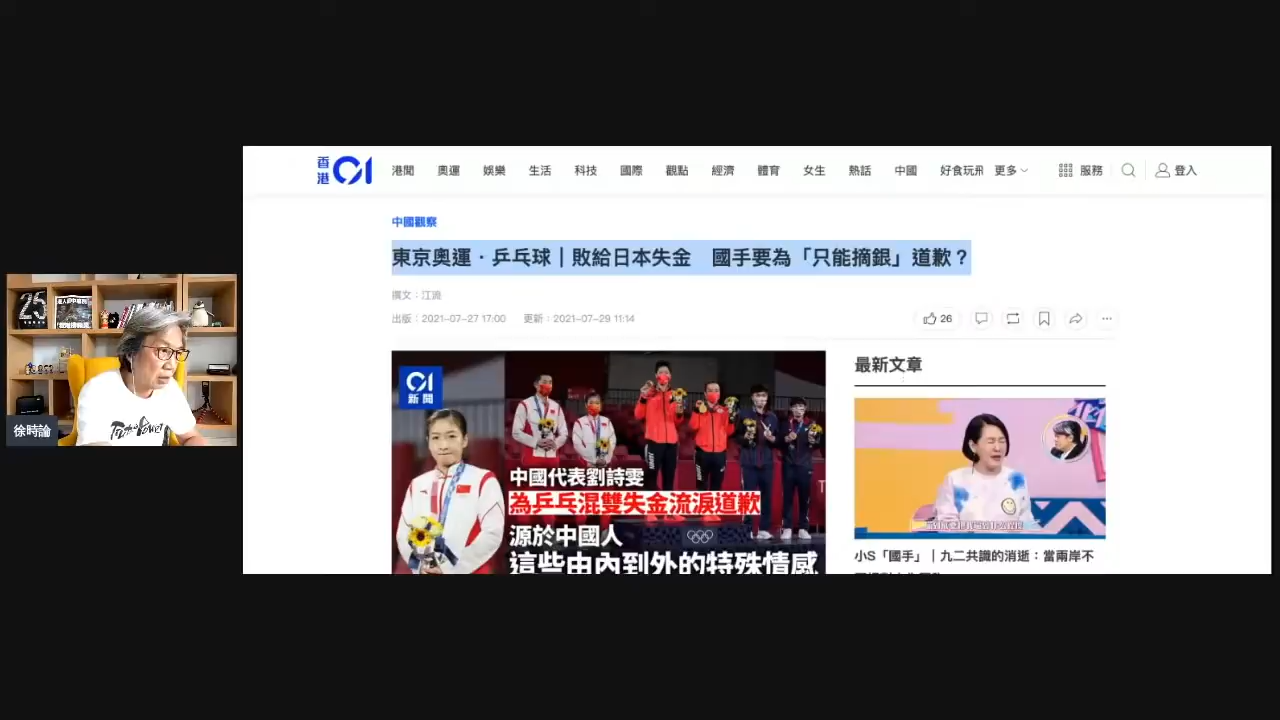 香港01
港聞 奧運 娛樂 生活 科技 國際 觀點 經濟 體育 女生 熱話 中國 好食玩飛 更多 服務 登入
中國觀察
東京奧運．乒乓球｜敗給日本失金 國手要為「只能摘銀」道歉？
撰文：江流
出版：2021-07-27 17:00 更新：2021-07-29 11:14
26
最新文章
01
新聞
中國代表劉詩雯
為乒乓混雙失金流淚道歉
源於中國人
這些由內到外的特殊情感
小S「國手」｜九二共識的消逝：當兩岸不
25
徐時論